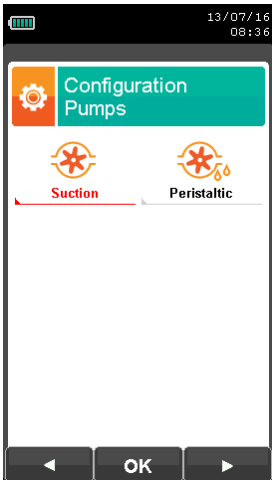 13/07/16
08:36
Configuration
Pumps
Suction
Peristaltic
OK